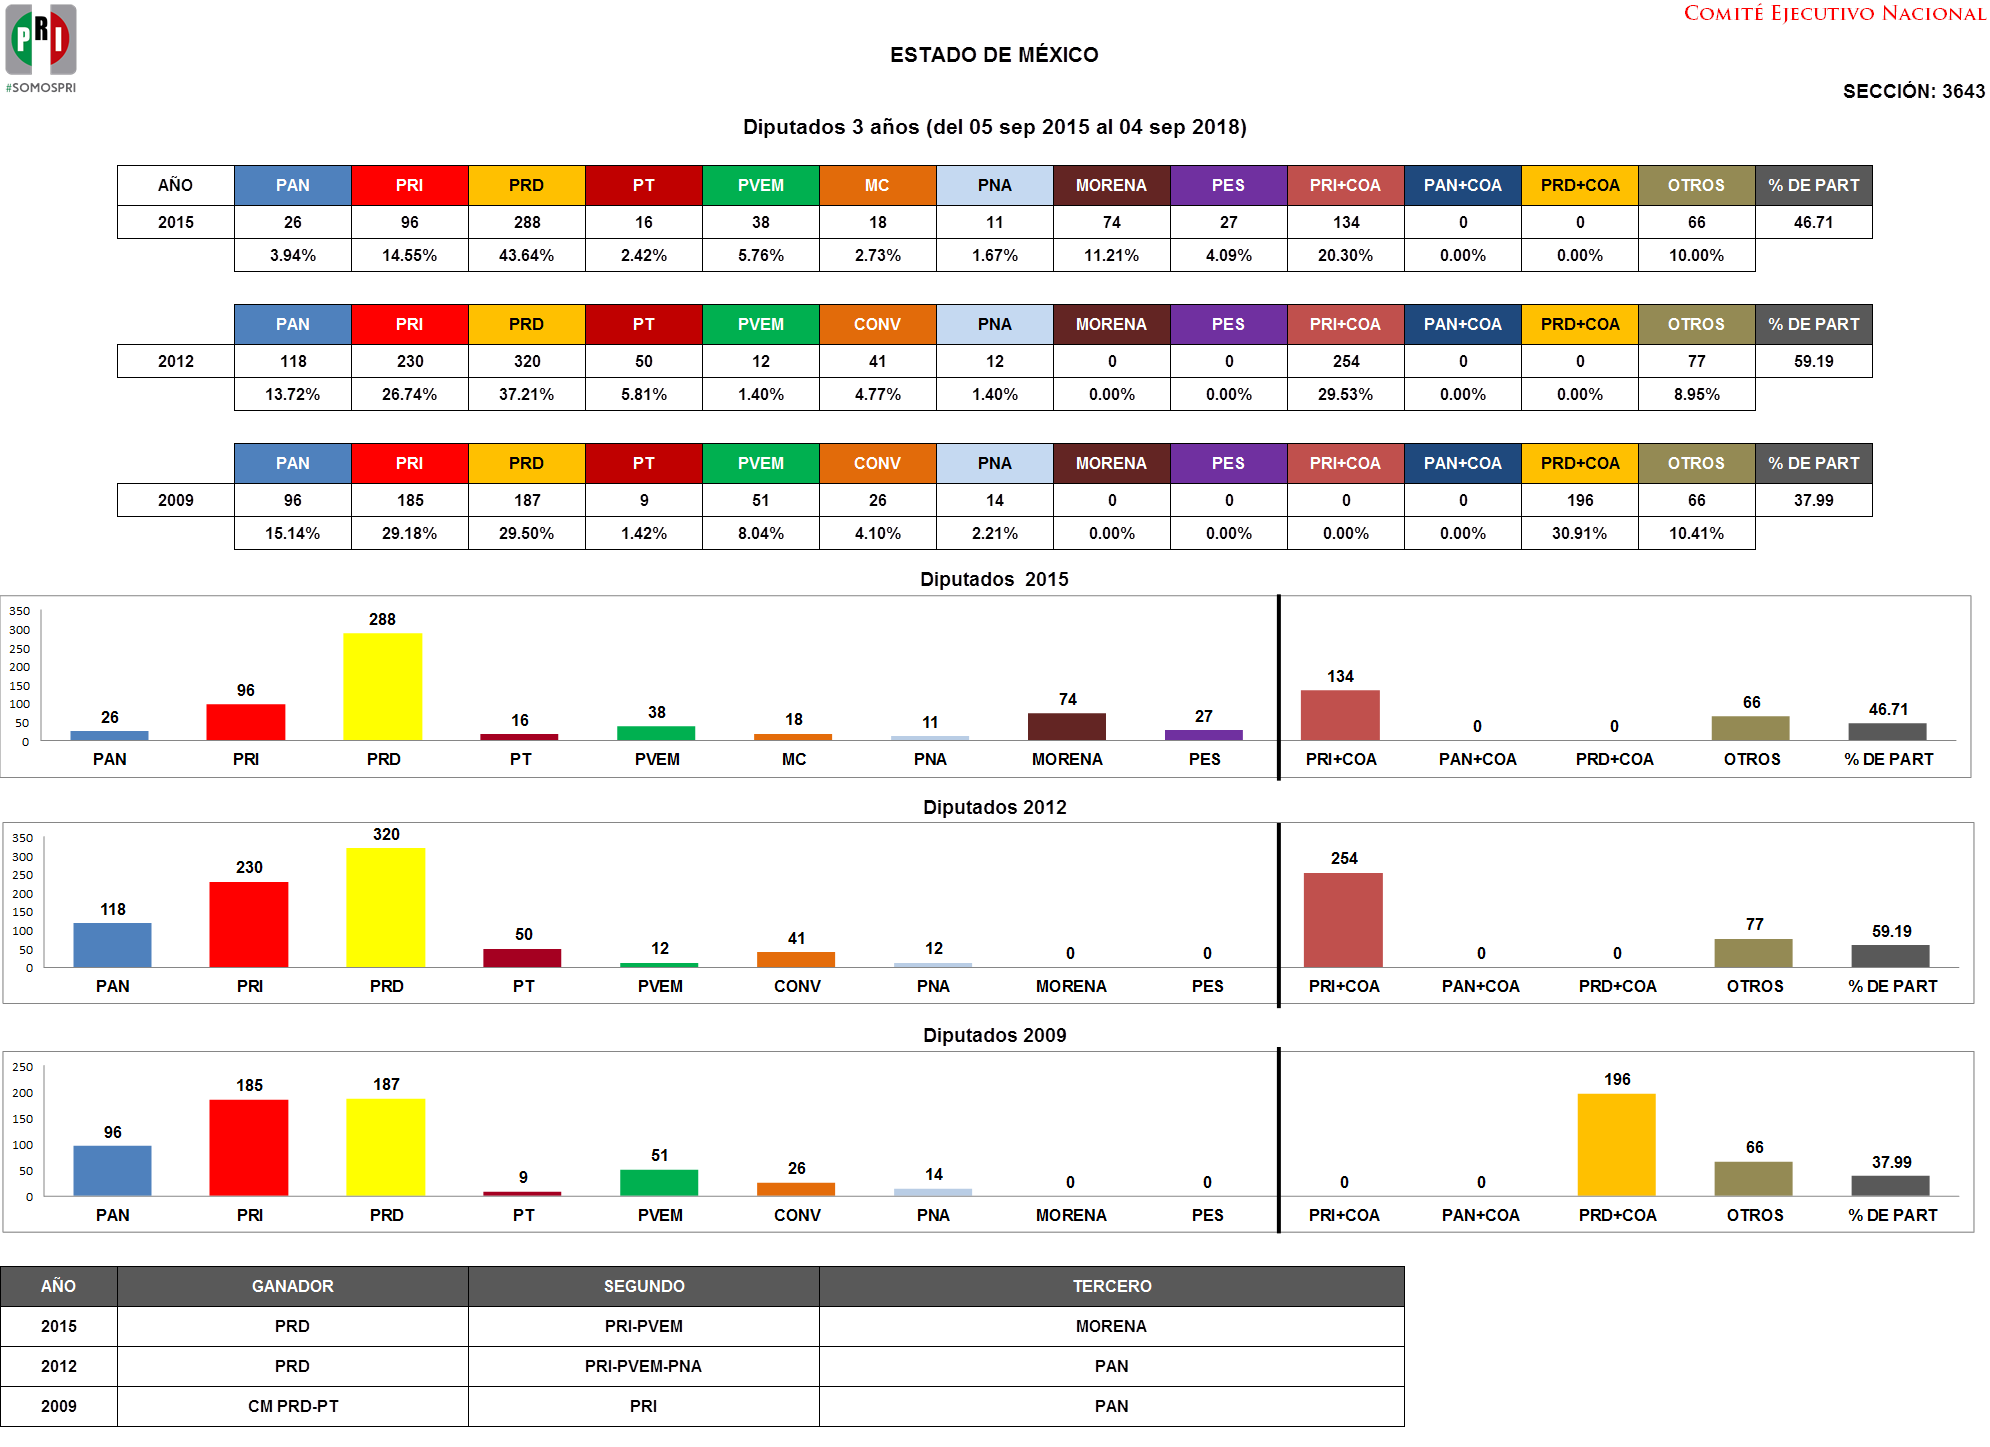 PRI
#SOMOSPRI
COMITÉ EJECUTIVO NACIONAL
ESTADO DE MÉXICO
SECCIÓN: 3643
Diputados 3 años (del 05 sep 2015 al 04 sep 2018)
AÑO PAN PRI PRD PT PVEM MC PNA MORENA PES PRI+COA PAN+COA PRD+COA OTROS % DE PART
2015 26 96 288 16 38 18 11 74 27 134 0 0 66 46.71
3.94% 14.55% 43.64% 2.42% 5.76% 2.73% 1.67% 11.21% 4.09% 20.30% 0.00% 0.00% 10.00%
PAN PRI PRD PT PVEM CONV PNA MORENA PES PRI+COA PAN+COA PRD+COA OTROS % DE PART
2012 118 230 320 50 12 41 12 0 0 254 0 0 77 59.19
13.72% 26.74% 37.21% 5.81% 1.40% 4.77% 1.40% 0.00% 0.00% 29.53% 0.00% 0.00% 8.95%
PAN PRI PRD PT PVEM CONV PNA MORENA PES PRI+COA PAN+COA PRD+COA OTROS % DE PART
2009 96 185 187 9 51 26 14 0 0 0 0 196 66 37.99
15.14% 29.18% 29.50% 1.42% 8.04% 4.10% 2.21% 0.00% 0.00% 0.00% 0.00% 30.91% 10.41%
Diputados 2015
350
300
250
200
150
100
50
0
26 96 288 16 38 18 11 74 27 134 0 0 66 46.71
PAN PRI PRD PT PVEM MC PNA MORENA PES PRI+COA PAN+COA PRD+COA OTROS % DE PART
Diputados 2012
350
300
250
200
150
100
50
0
118 230 320 50 12 41 12 0 0 254 0 0 77 59.19
PAN PRI PRD PT PVEM CONV PNA MORENA PES PRI+COA PAN+COA PRD+COA OTROS % DE PART
Diputados 2009
250
200
150
100
50
0
96 185 187 9 51 26 14 0 0 0 0 196 66 37.99
PAN PRI PRD PT PVEM CONV PNA MORENA PES PRI+COA PAN+COA PRD+COA OTROS % DE PART
AÑO GANADOR SEGUNDO TERCERO
2015 PRD PRI-PVEM MORENA
2012 PRD PRI-PVEM-PNA PAN
2009 CM PRD-PT PRI PAN